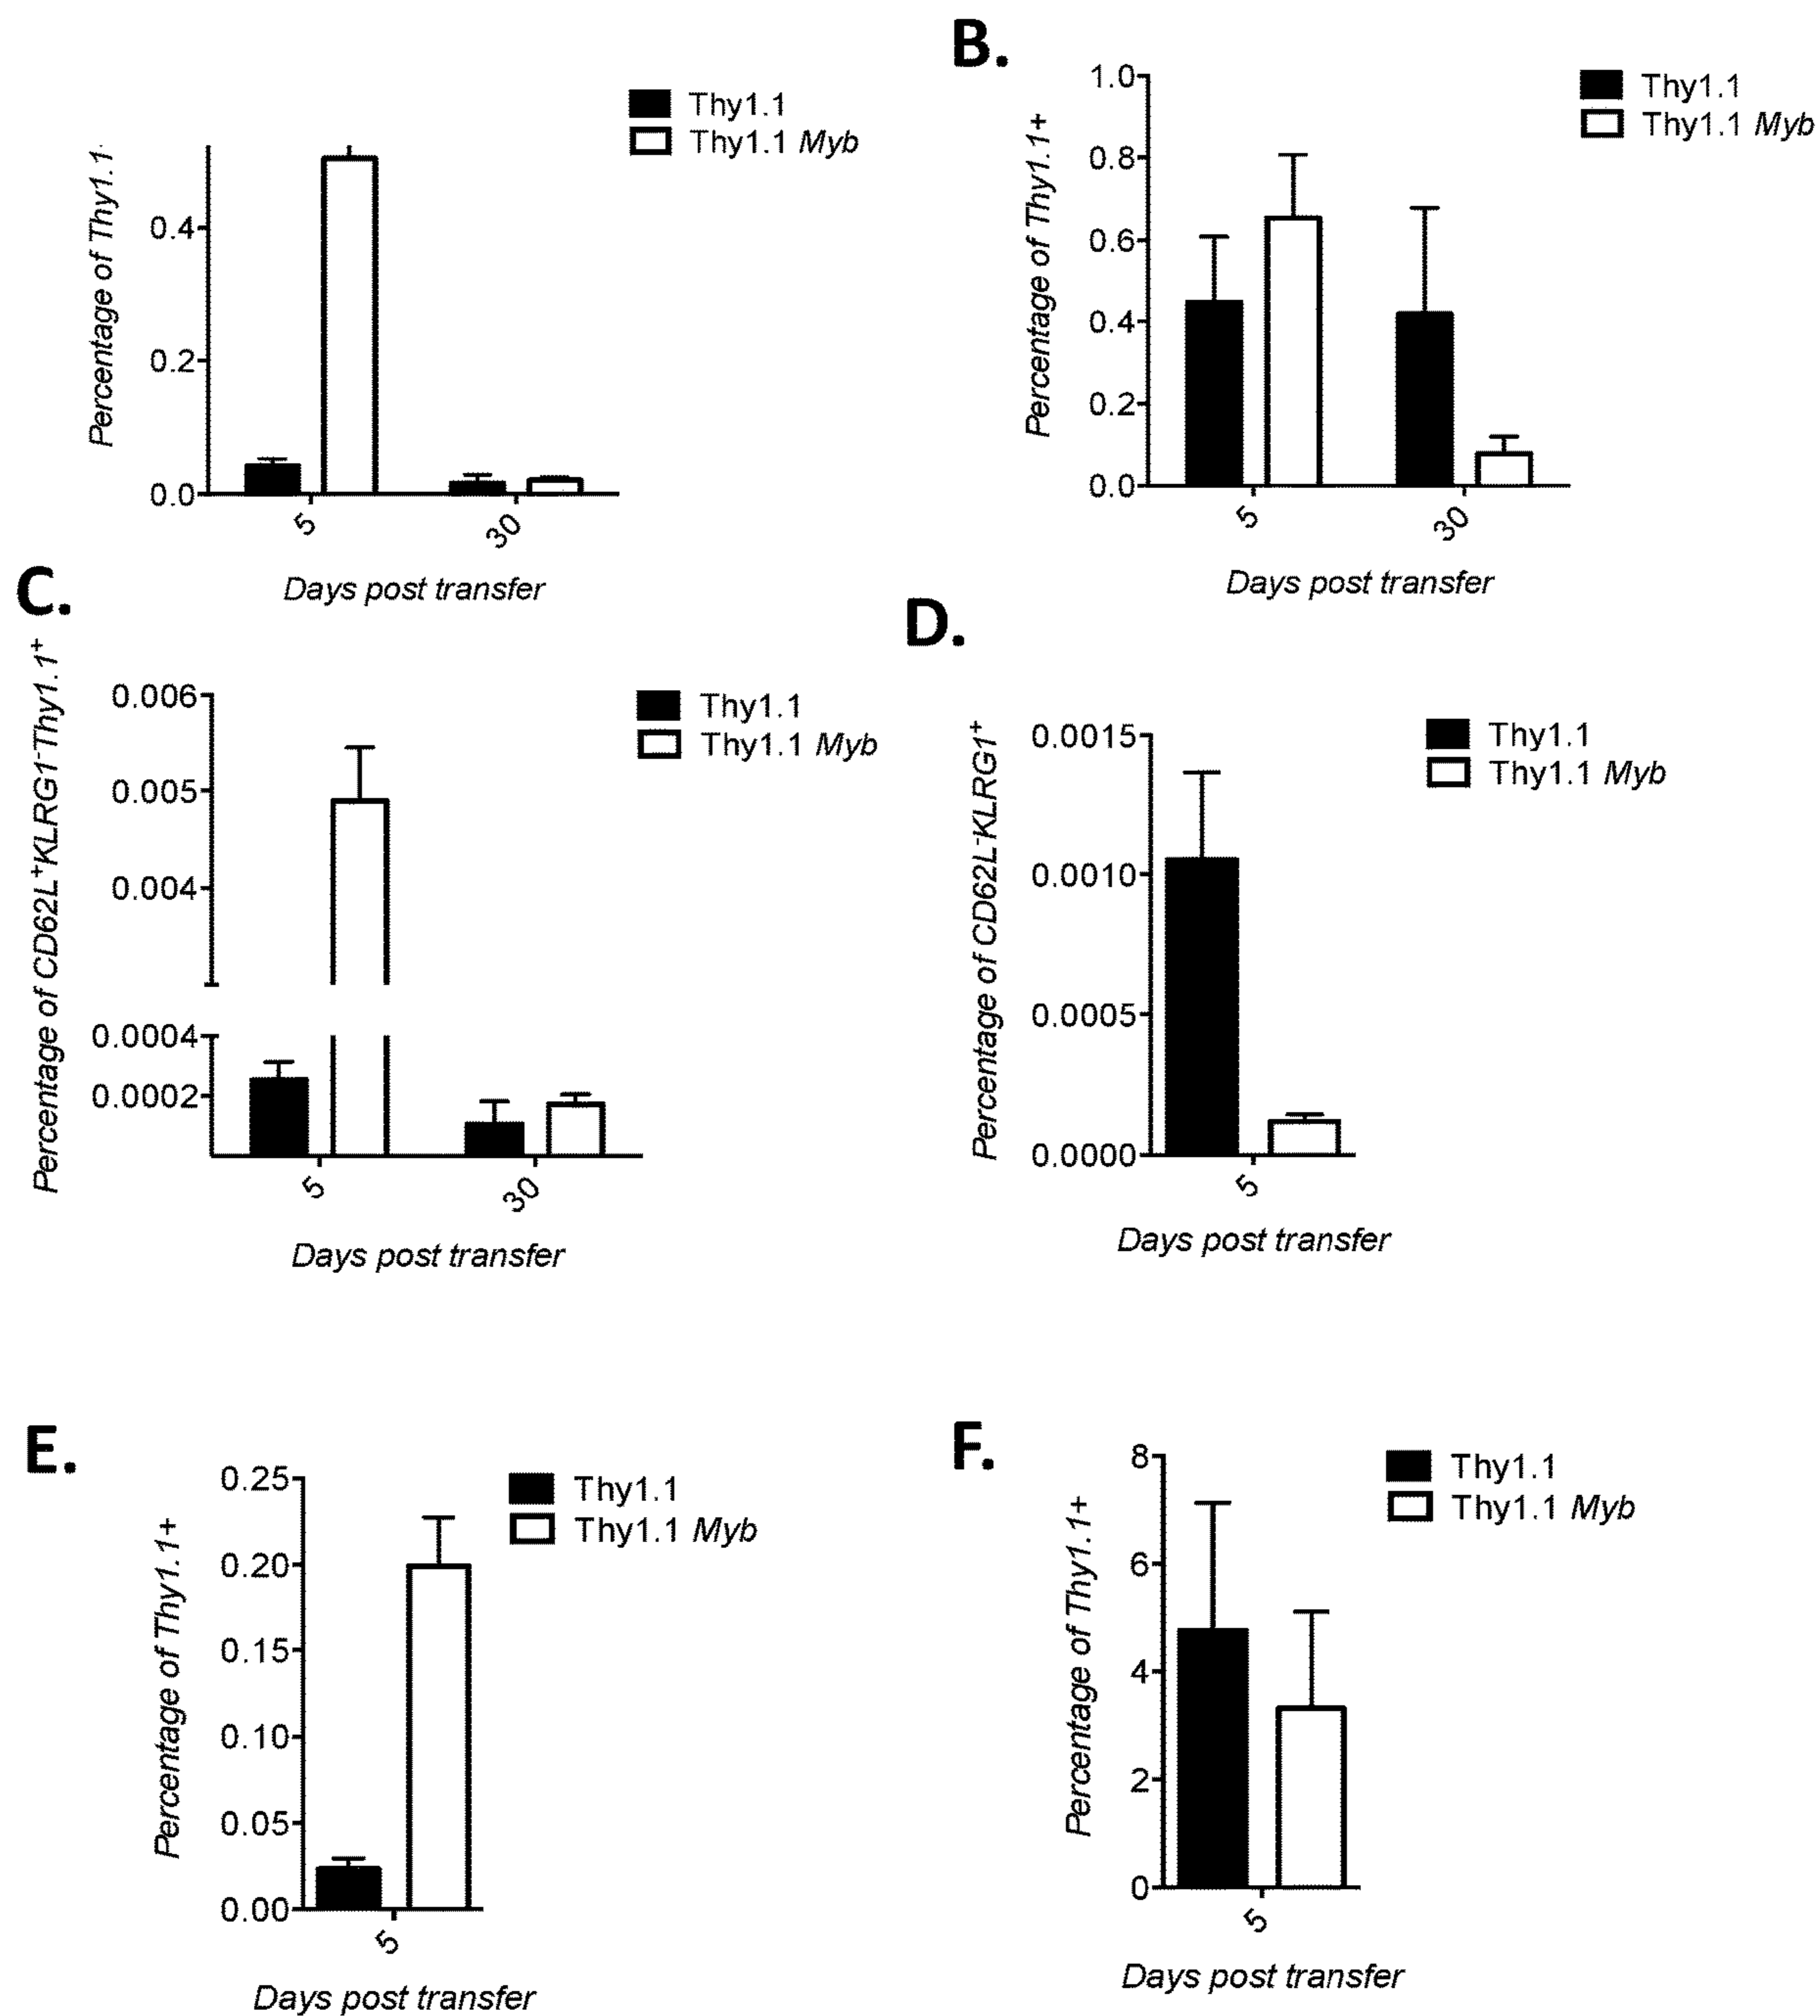 Thy1.1
Thy1.1 Myb
Percentage of Thy1.1
0.4
0.2
0.0
5
30
Days post transfer
B.
Thy1.1
Thy1.1 Myb
Percentage of Thy1.1+
1.0
0.8
0.6
0.4
0.2
0.0
5
30
Days post transfer
C.
Thy1.1
Thy1.1 Myb
Percentage of CD62L⁺KLRG1⁻Thy1.1⁺
0.006
0.005
0.004
0.0004
0.0002
5
30
Days post transfer
D.
Thy1.1
Thy1.1 Myb
Percentage of CD62L⁻KLRG1⁺
0.0015
0.0010
0.0005
0.0000
5
Days post transfer
E.
Thy1.1
Thy1.1 Myb
Percentage of Thy1.1+
0.25
0.20
0.15
0.10
0.05
0.00
5
Days post transfer
F.
Thy1.1
Thy1.1 Myb
Percentage of Thy1.1+
8
6
4
2
0
5
Days post transfer